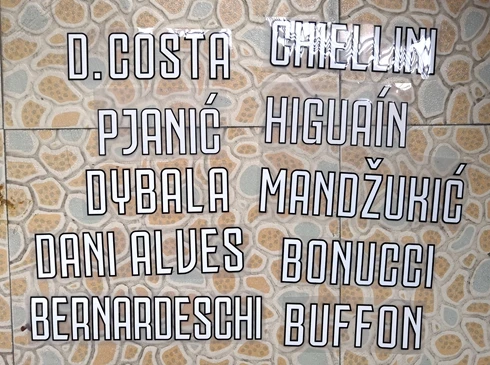 D. COSTA
CHIELLINI
PJANIĆ
HIGUAÍN
DYBALA
MANDŽUKIĆ
DANI ALVES
BONUCCI
BERNARDESCHI
BUFFON